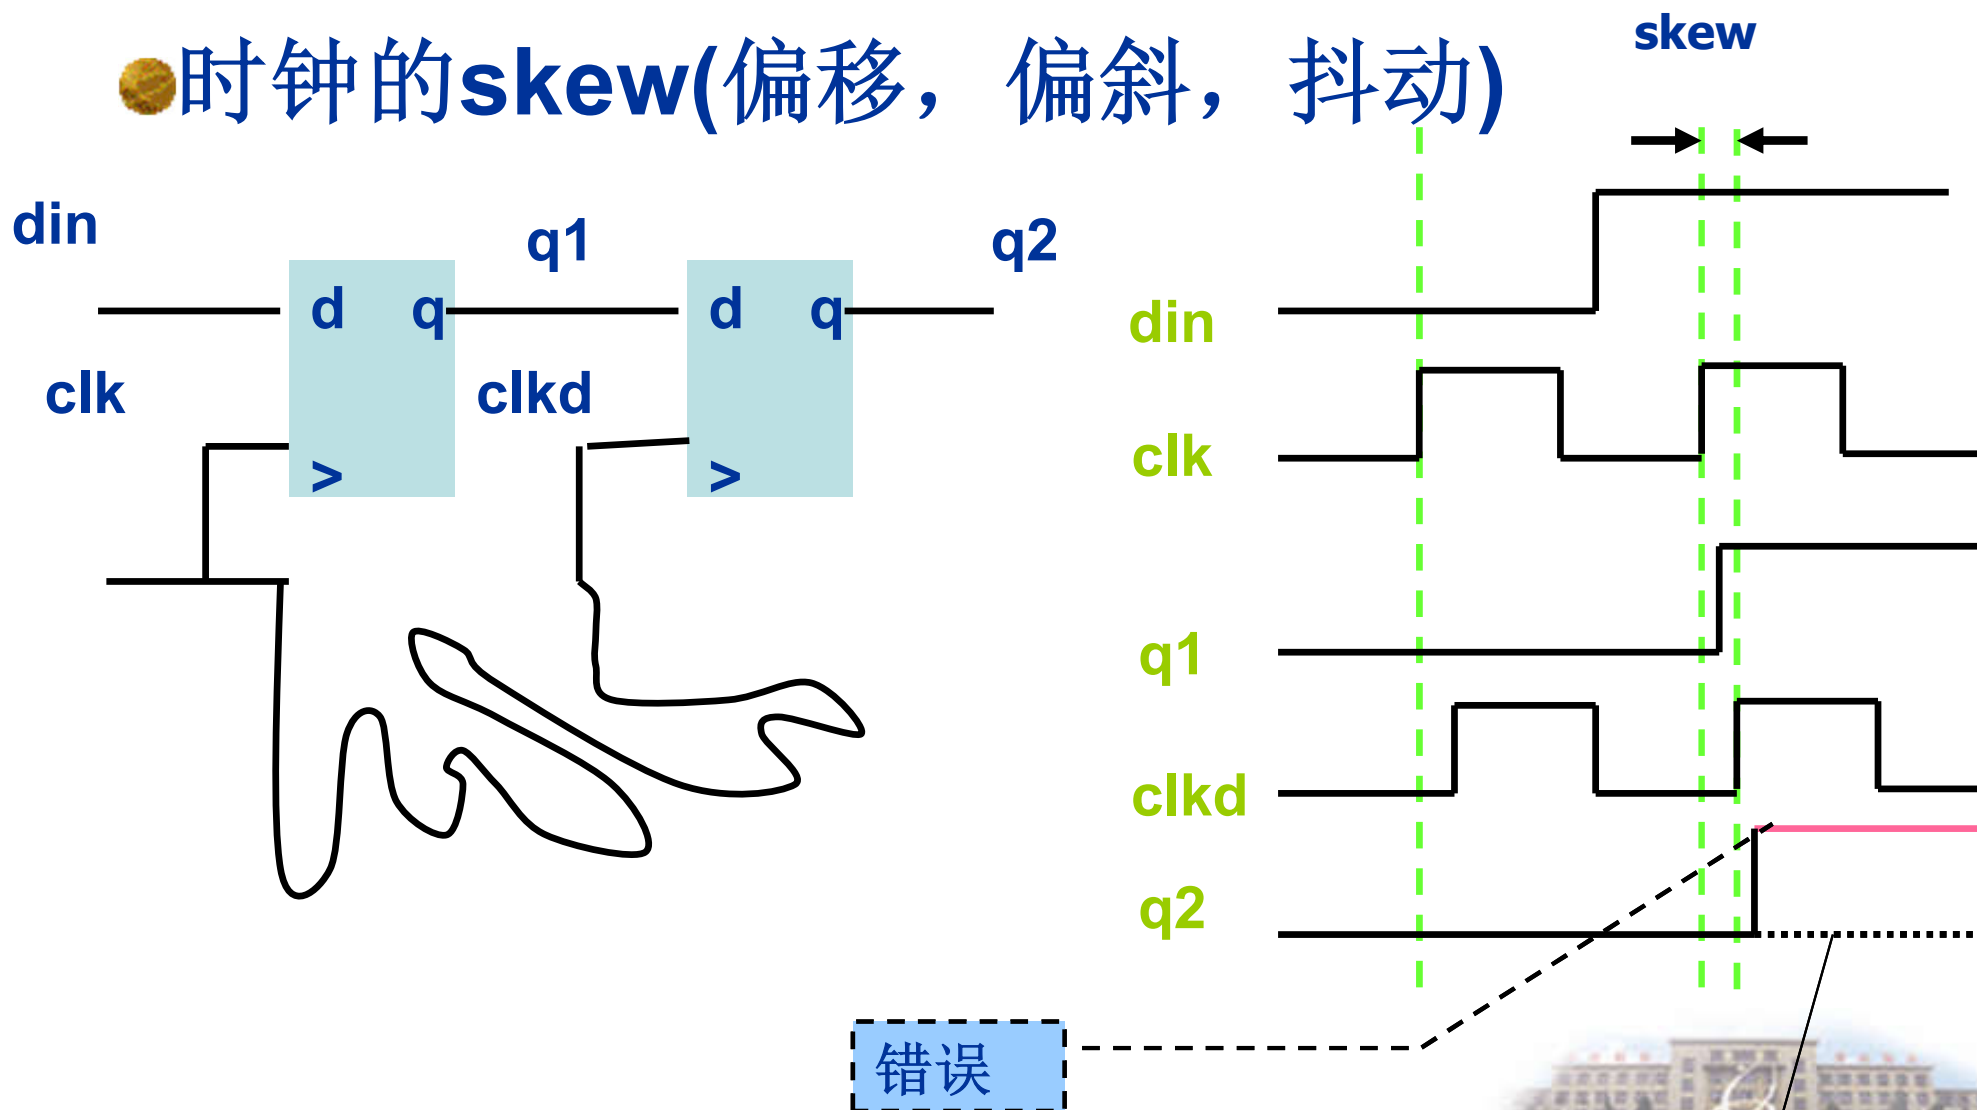 skew
时钟的skew(偏移，偏斜，抖动)
din
q1
q2
d q
d q
clk
clkd
>
>
din
clk
q1
clkd
q2
错误